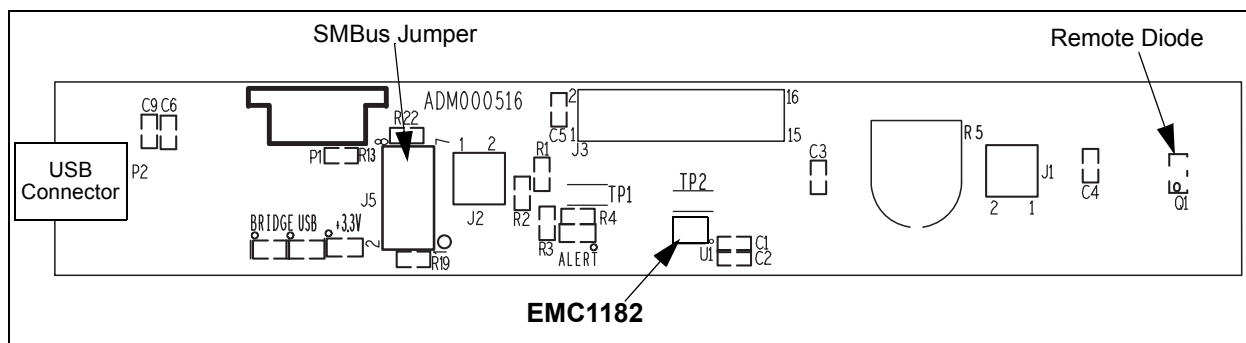 SMBus Jumper
Remote Diode
ADM000516
C9 C6
R22
8
7
2
16
C5
1
15
J3
R5
USB
Connector
P2
P1
R13
J5
1 2
J2
R1
R2
TP1
TP2
C3
J1
2 1
C4
Q1
BRIDGE USB +3.3V
2
1
R19
R3
R4
ALERT
U1
C1
C2
EMC1182